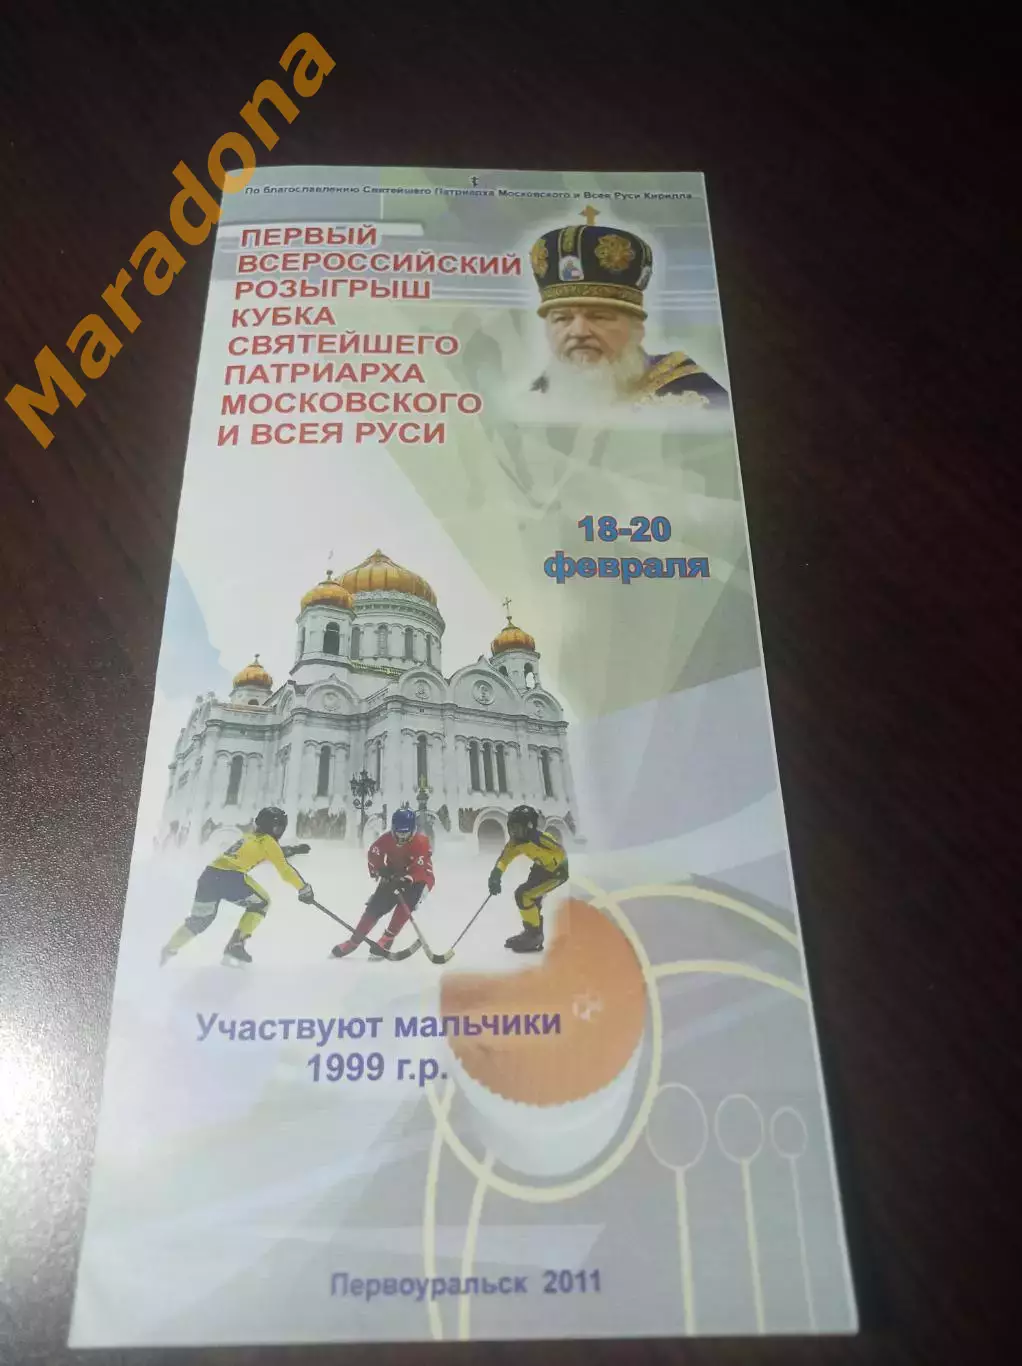 Maradona
По благославлению Святейшего Патриарха Московского и Всея Руси Кирилла
ПЕРВЫЙ
ВСЕРОССИЙСКИЙ
РОЗЫГРЫШ
КУБКА
СВЯТЕЙШЕГО
ПАТРИАРХА
МОСКОВСКОГО
И ВСЕЯ РУСИ
18-20
февраля
Участвуют мальчики
1999 г.р.
Первоуральск 2011